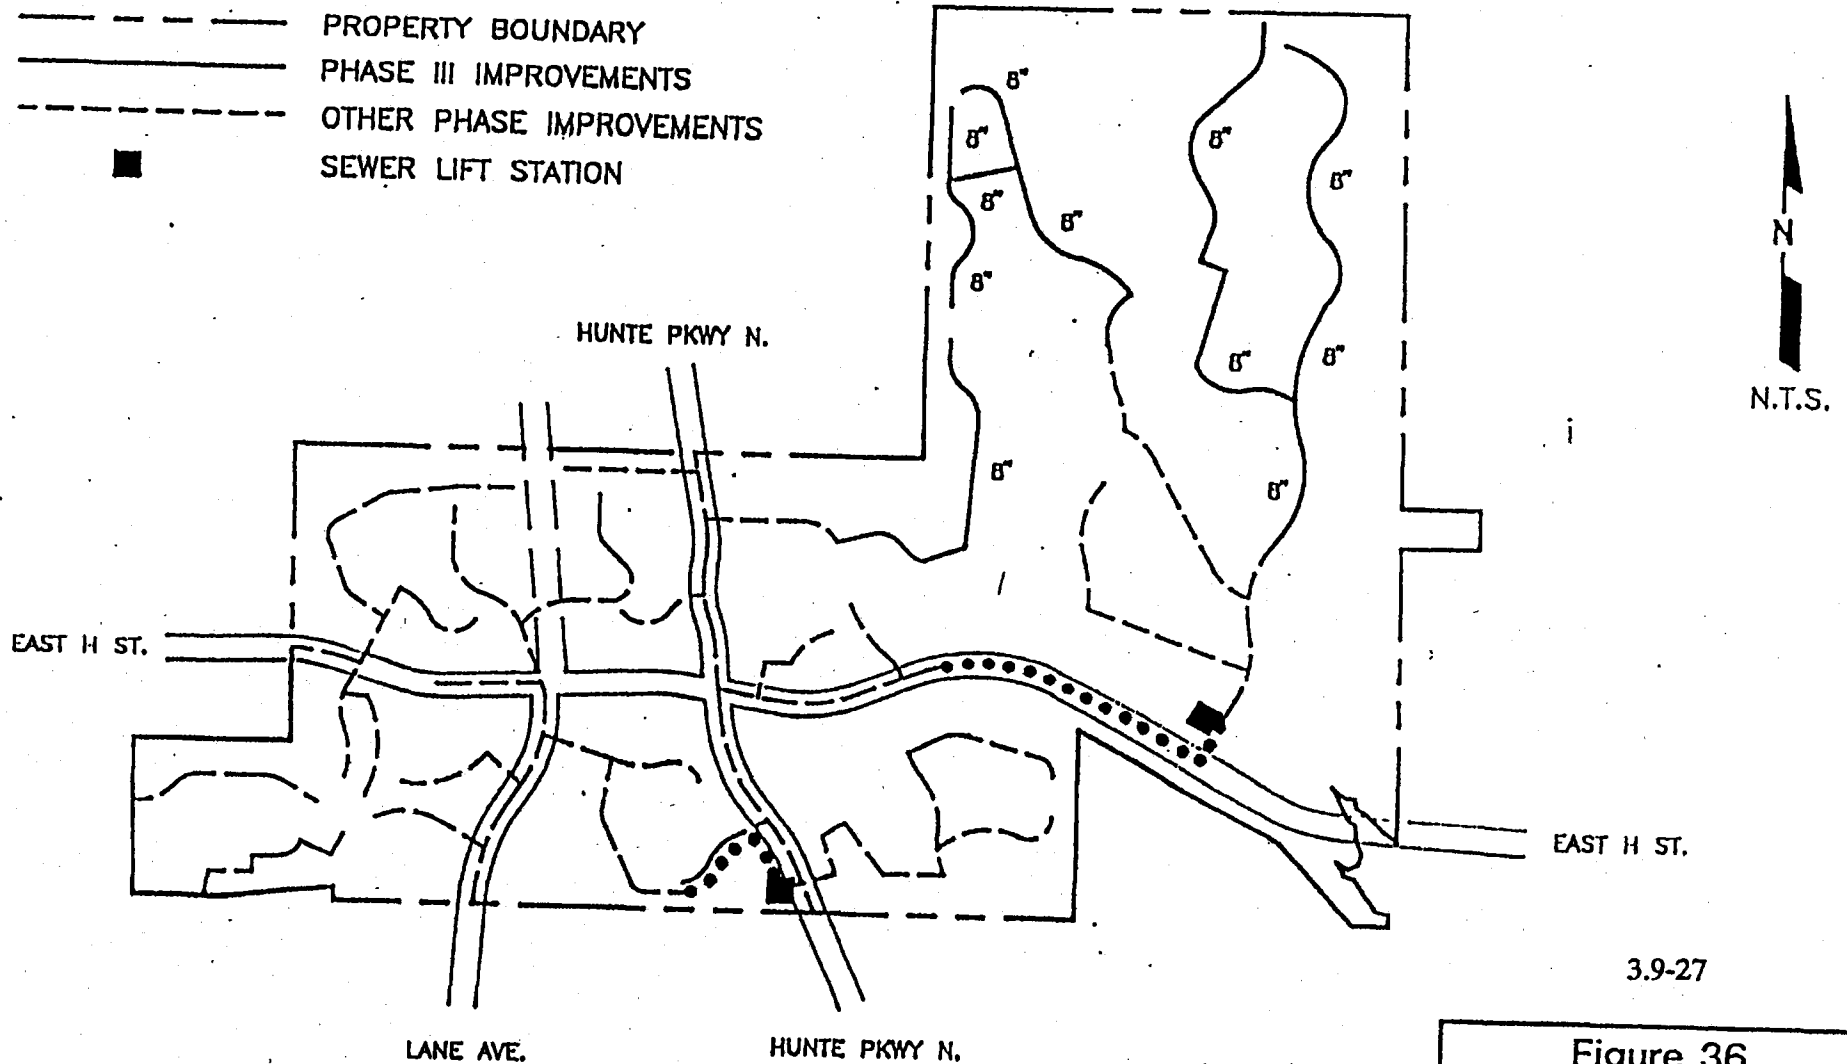 PROPERTY BOUNDARY
PHASE III IMPROVEMENTS
OTHER PHASE IMPROVEMENTS
SEWER LIFT STATION
8"
8"
8"
8"
8"
8"
8"
8"
8"
8"
8"
N
N.T.S.
HUNTE PKWY N.
EAST H ST.
EAST H ST.
LANE AVE.
HUNTE PKWY N.
3.9-27
Figure 36